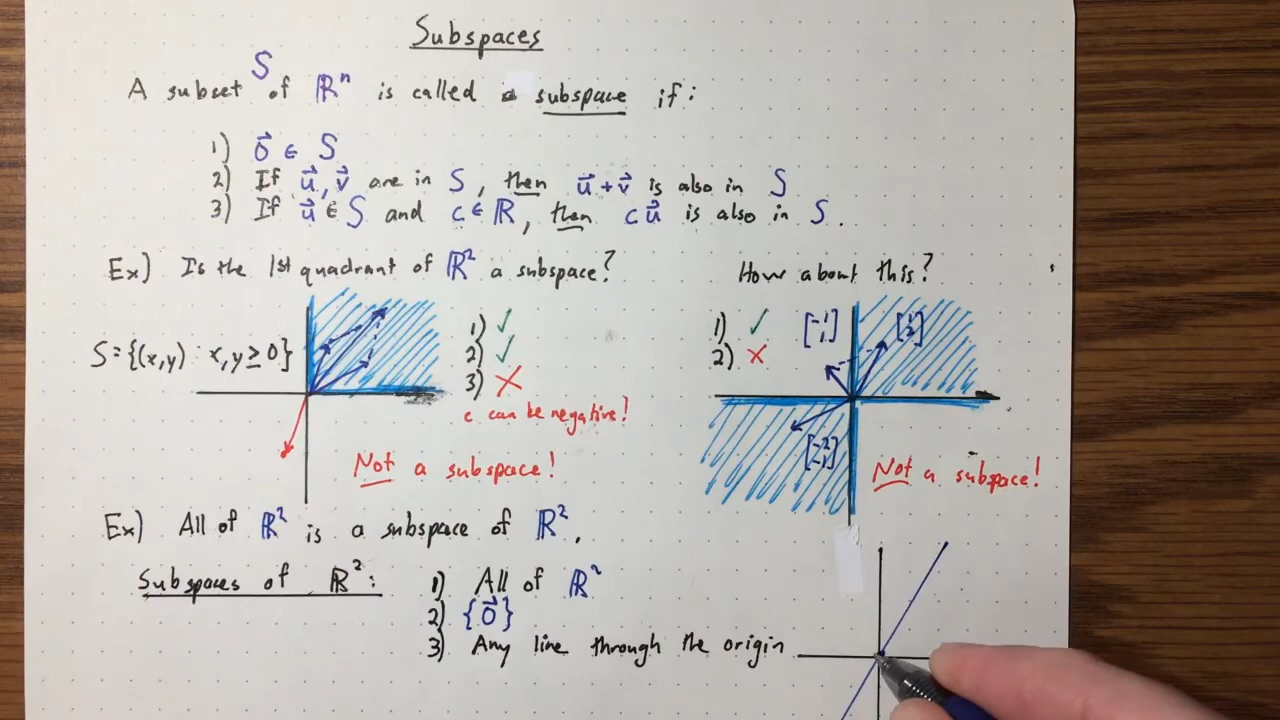 Subspaces
A subset S of ℝⁿ is called a subspace if:
1) 0⃗ ∈ S
2) If u⃗, v⃗ are in S, then u⃗ + v⃗ is also in S
3) If u⃗ ∈ S and c ∈ ℝ, then cu⃗ is also in S.
Ex) Is the 1st quadrant of ℝ² a subspace?
S = {(x,y) : x,y ≥ 0}
1) ✓
2) ✓
3) ✗
c can be negative!
Not a subspace!
How about this?
1) ✓
2) ✗
[-1 1]
[1 2]
[-2 -1]
Not a subspace!
Ex) All of ℝ² is a subspace of ℝ².
Subspaces of ℝ²:
1) All of ℝ²
2) {0⃗}
3) Any line through the origin